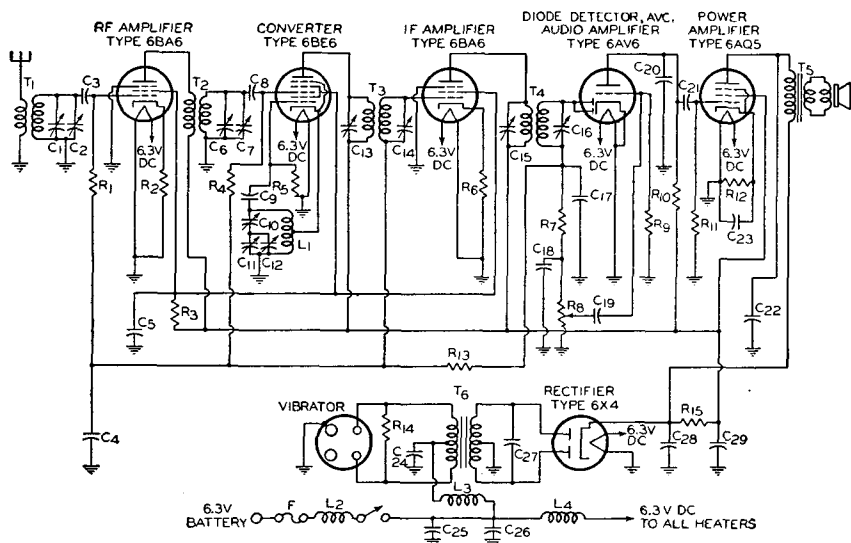 RF AMPLIFIER
TYPE 6BA6
CONVERTER
TYPE 6BE6
IF AMPLIFIER
TYPE 6BA6
DIODE DETECTOR, AVC,
AUDIO AMPLIFIER
TYPE 6AV6
POWER
AMPLIFIER
TYPE 6AQ5
T1
C3
T2
C8
T3
T4
C20
C21
T5
C1
C2
6.3V
DC
C6
C7
6.3V
DC
C13
C14
6.3V
DC
C15
C16
6.3V
DC
6.3V
DC
R1
R2
R4
R5
C9
C10
L1
C11
C12
R6
R7
C17
C18
R8
C19
R9
R10
R11
R12
C23
C5
R3
C22
R13
C4
VIBRATOR
R14
C24
T6
C27
RECTIFIER
TYPE 6X4
6.3V
DC
R15
C28
C29
L3
6.3V
BATTERY
F
L2
C25
C26
L4
6.3V DC
TO ALL HEATERS